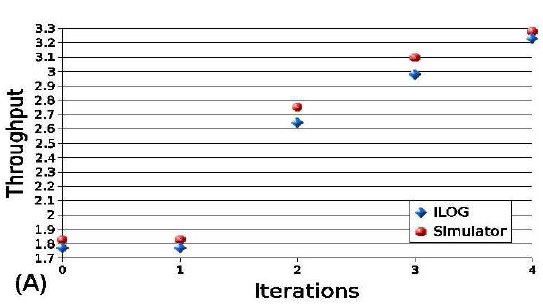 3.3
3.2
3.1
3
2.9
2.8
2.7
2.6
2.5
2.4
2.3
2.2
2.1
2
1.9
1.8
1.7
Throughput
ILOG
Simulator
0 1 2 3 4
Iterations
(A)